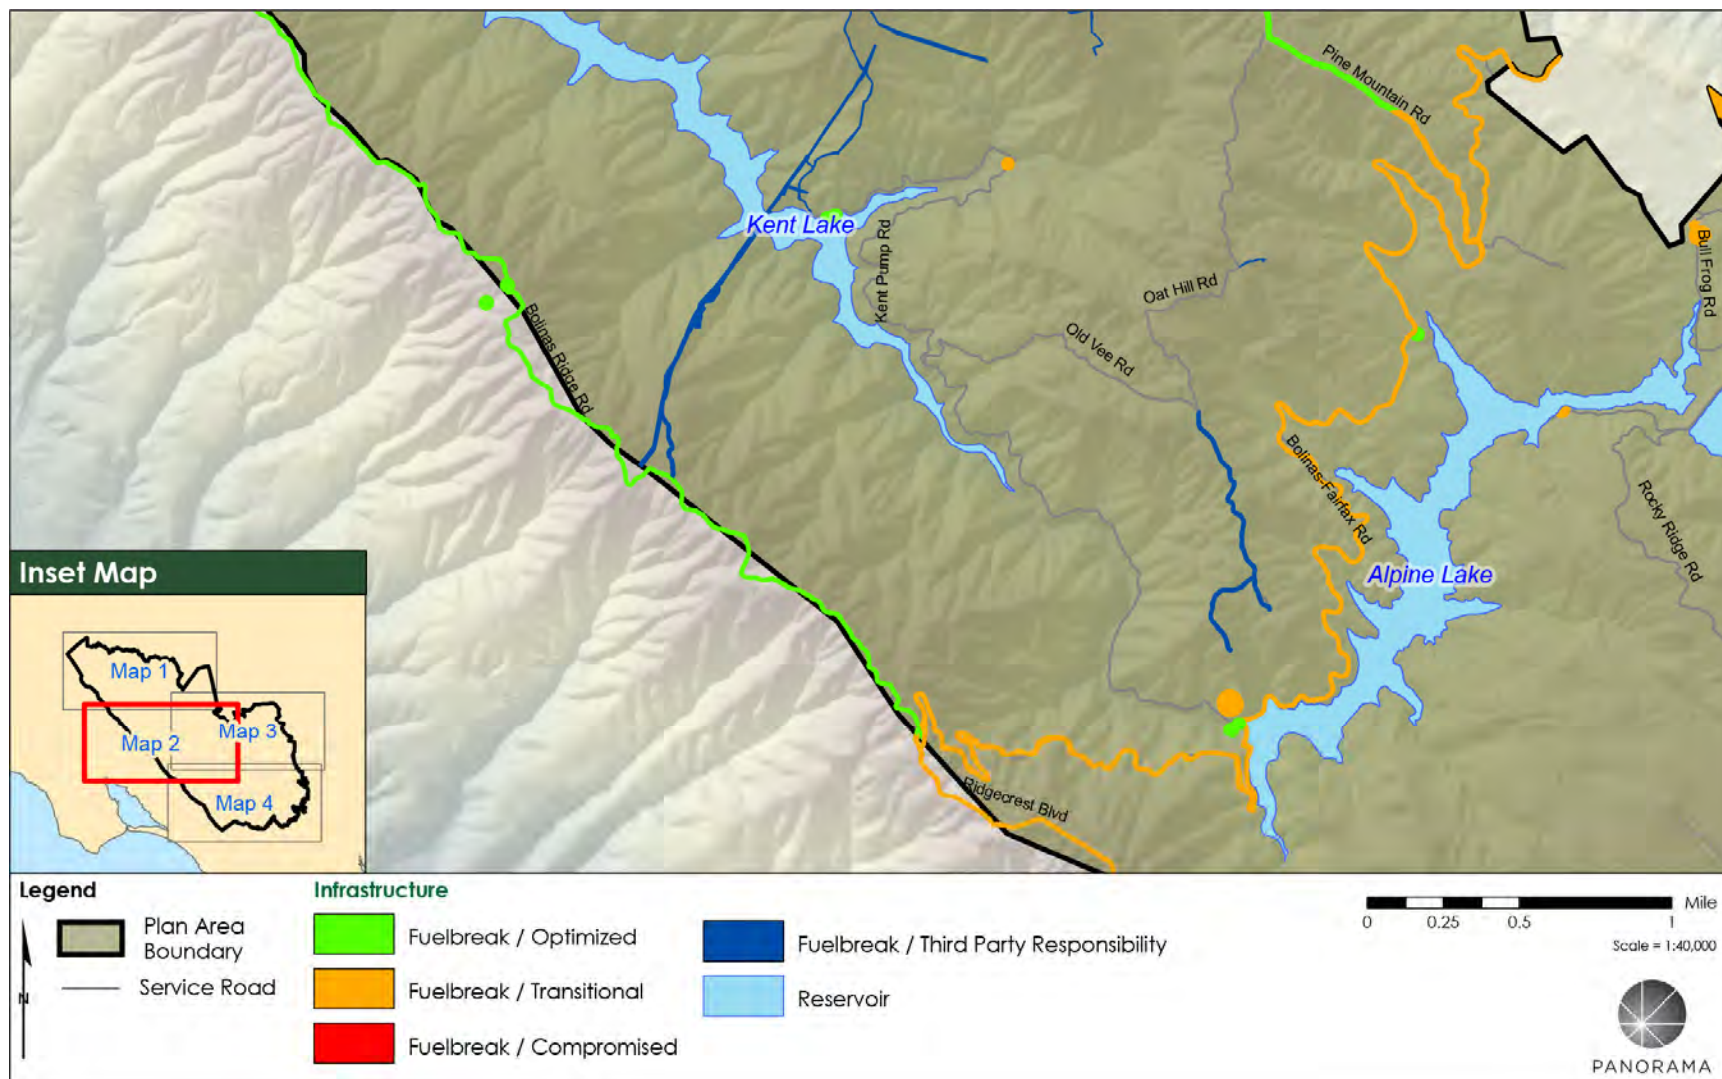 Pine Mountain Rd
Kent Lake
Kent Pump Rd
Bull Frog Rd
Oat Hill Rd
Old Vee Rd
Bolinas Ridge Rd
Bolinas-Fairfax Rd
Rocky Ridge Rd
Alpine Lake
Ridgecrest Blvd
Inset Map
Map 1
Map 2
Map 3
Map 4
Legend
Plan Area
Boundary
Service Road
N
Infrastructure
Fuelbreak / Optimized
Fuelbreak / Transitional
Fuelbreak / Compromised
Fuelbreak / Third Party Responsibility
Reservoir
Mile
0 0.25 0.5 1
Scale = 1:40,000
PANORAMA